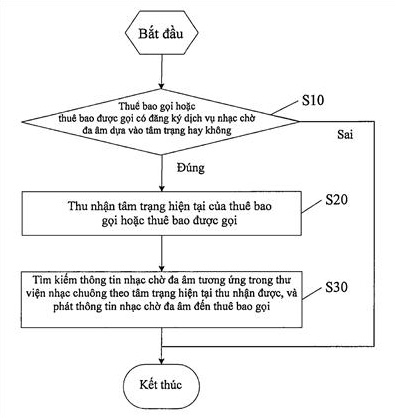 Bắt đầu
Thuê bao gọi hoặc
thuê bao được gọi có đăng ký dịch vụ nhạc chờ
đa âm dựa vào tâm trạng hay không
S10
Sai
Đúng
Thu nhận tâm trạng hiện tại của thuê bao
gọi hoặc thuê bao được gọi
S20
Tìm kiếm thông tin nhạc chờ đa âm tương ứng trong thư
viện nhạc chuông theo tâm trạng hiện tại thu nhận được, và
phát thông tin nhạc chờ đa âm đến thuê bao gọi
S30
Kết thúc